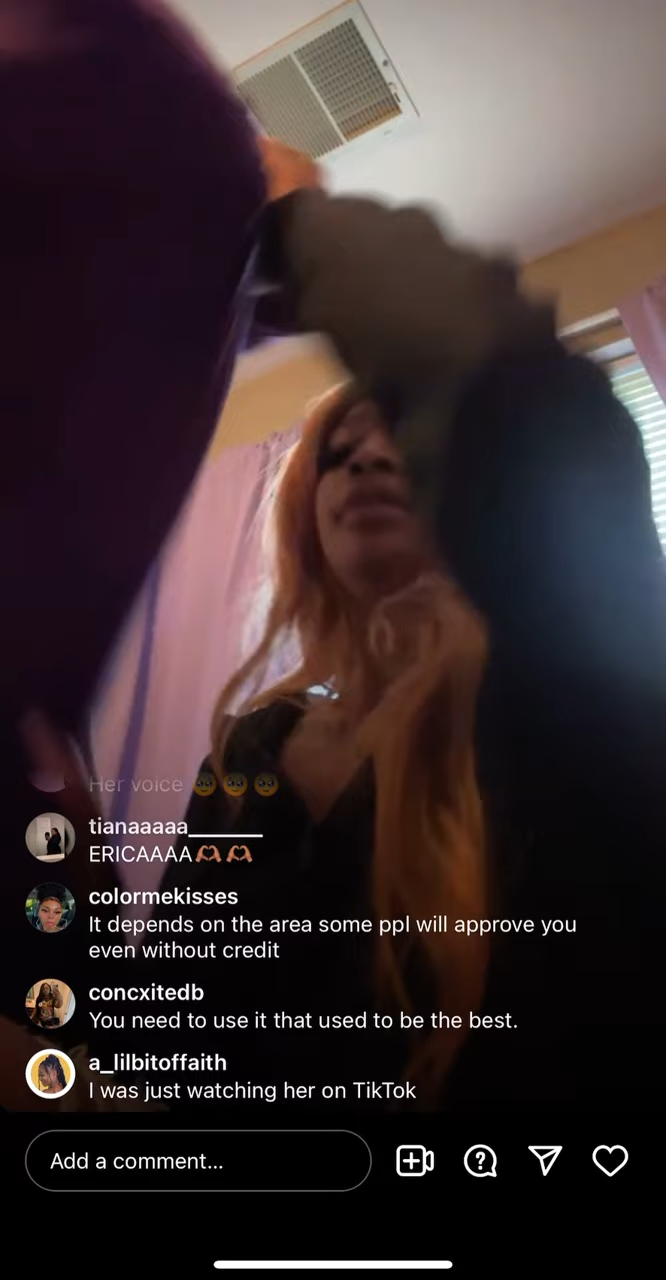 Her voice 🥹🥹🥹
tianaaaaa______
ERICAAAA🫶🏾🫶🏾
colormekisses
It depends on the area some ppl will approve you
even without credit
concxitedb
You need to use it that used to be the best.
a_lilbitoffaith
I was just watching her on TikTok
Add a comment...